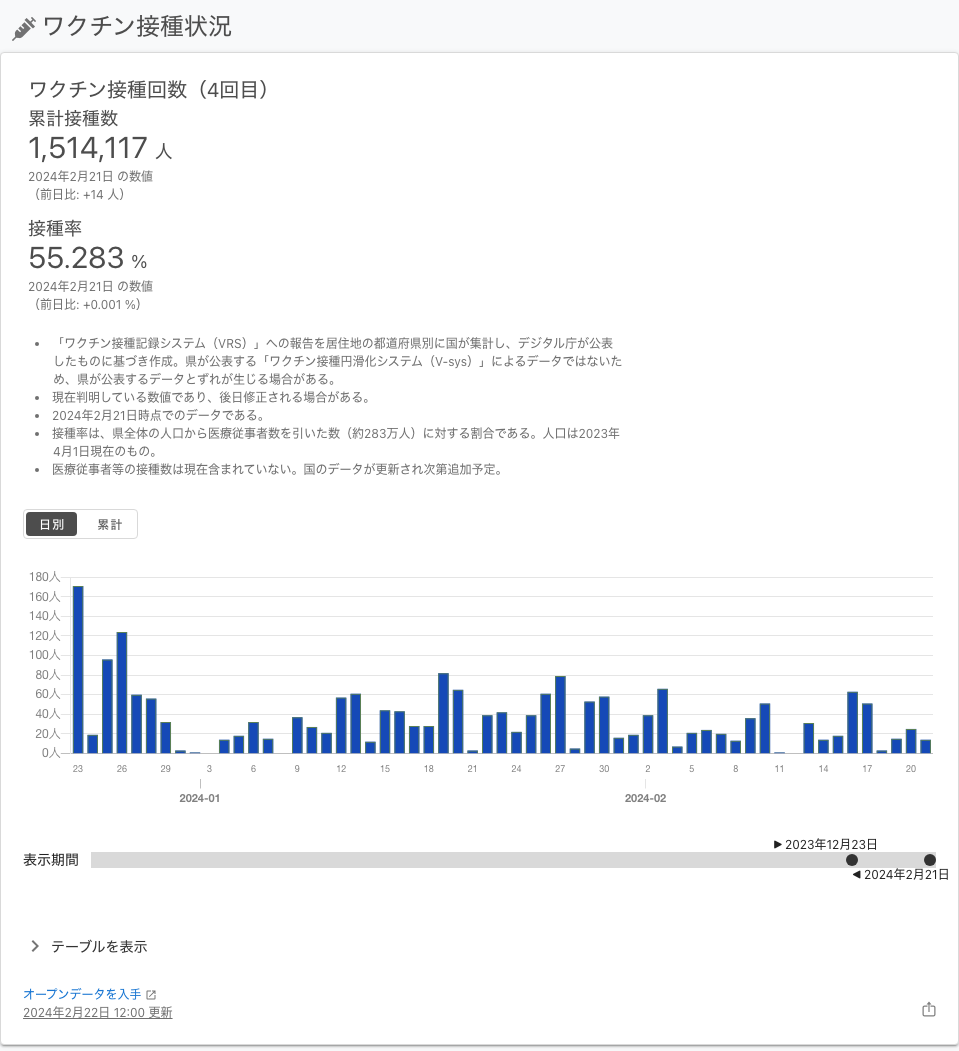 ワクチン接種状況
ワクチン接種回数（4回目）
累計接種数
1,514,117 人
2024年2月21日 の数値
（前日比: +14 人）
接種率
55.283 %
2024年2月21日 の数値
（前日比: +0.001 %）
• 「ワクチン接種記録システム（VRS）」への報告を居住地の都道府県別に国が集計し、デジタル庁が公表
したものに基づき作成。県が公表する「ワクチン接種円滑化システム（V-sys）」によるデータではないた
め、県が公表するデータとずれが生じる場合がある。
• 現在判明している数値であり、後日修正される場合がある。
• 2024年2月21日時点でのデータである。
• 接種率は、県全体の人口から医療従事者数を引いた数（約283万人）に対する割合である。人口は2023年
4月1日現在のもの。
• 医療従事者等の接種数は現在含まれていない。国のデータが更新され次第追加予定。
日別 累計
180人
160人
140人
120人
100人
80人
60人
40人
20人
0人
23 26 29 3 6 9 12 15 18 21 24 27 30 2 5 8 11 14 17 20
2024-01 2024-02
2023年12月23日
表示期間
2024年2月21日
テーブルを表示
オープンデータを入手
2024年2月22日 12:00 更新